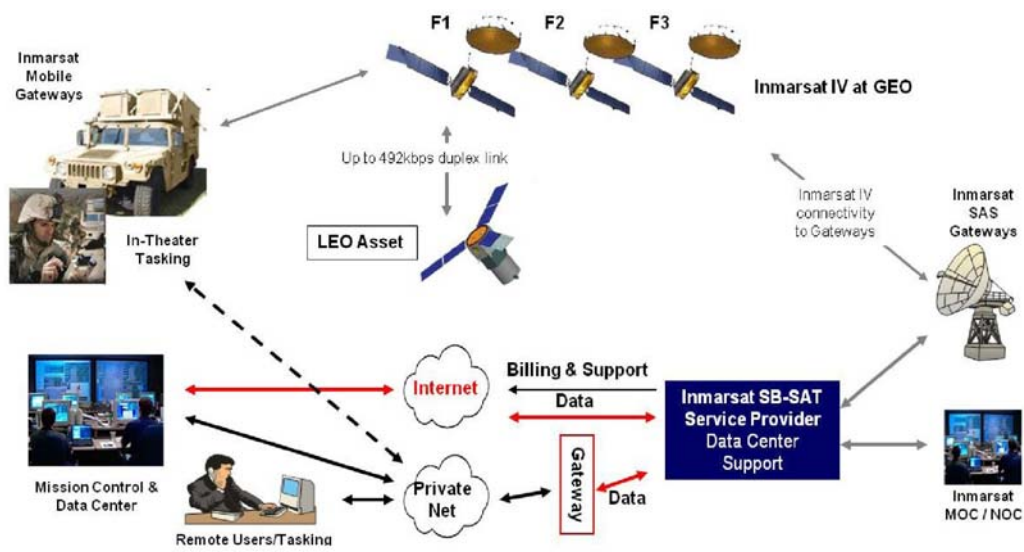 F1
F2
F3
Inmarsat
Mobile
Gateways
Inmarsat IV at GEO
Up to 492kbps duplex link
LEO Asset
Inmarsat IV
connectivity
to Gateways
Inmarsat
SAS
Gateways
In-Theater
Tasking
Internet
Billing & Support
Data
Inmarsat SB-SAT
Service Provider
Data Center
Support
Mission Control &
Data Center
Private
Net
Gateway
Data
Remote Users/Tasking
Inmarsat
MOC / NOC